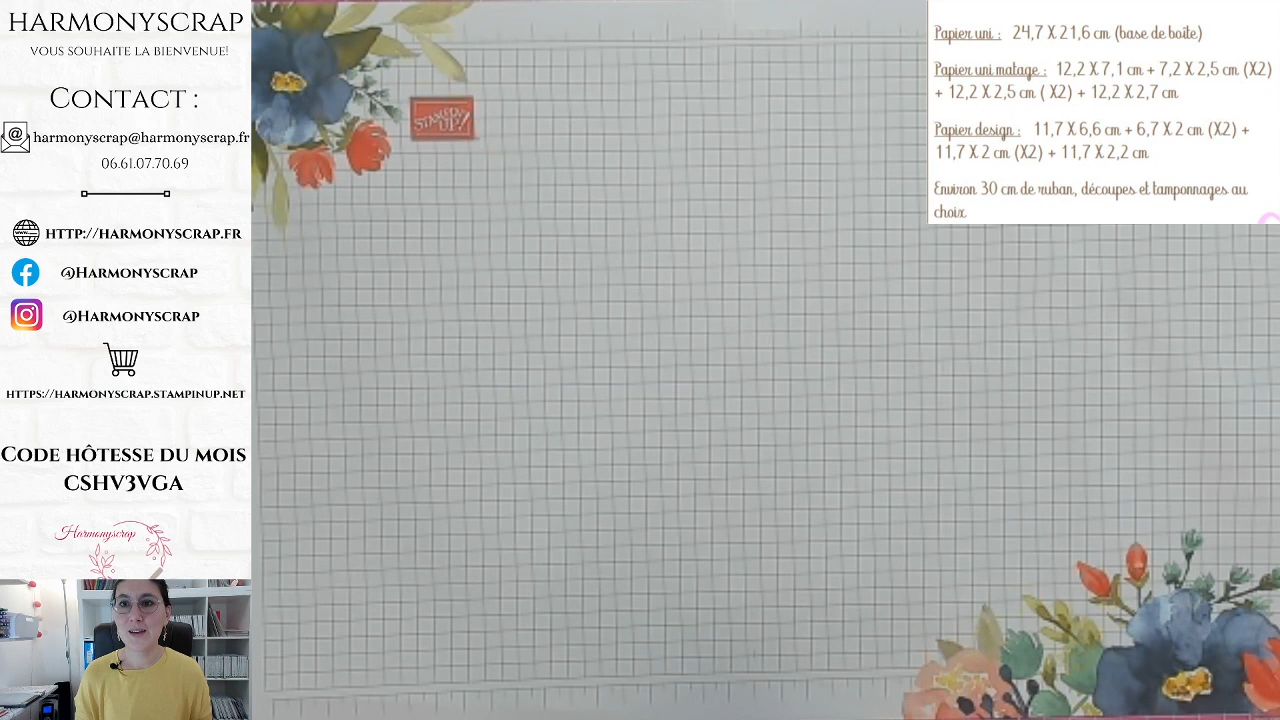 HARMONYSCRAP
VOUS SOUHAITE LA BIENVENUE!
CONTACT :
harmonyscrap@harmonyscrap.fr
06.61.07.70.69
HTTP://HARMONYSCRAP.FR
@HARMONYSCRAP
@HARMONYSCRAP
HTTPS://HARMONYSCRAP.STAMPINUP.NET
CODE HÔTESSE DU MOIS
CSHV3VGA
Harmonyscrap
STAMPIN' UP!
Papier uni : 24,7 X 21,6 cm (base de boîte)
Papier uni matage : 12,2 X 7,1 cm + 7,2 X 2,5 cm (X2)
+ 12,2 X 2,5 cm ( X2) + 12,2 X 2,7 cm
Papier design : 11,7 X 6,6 cm + 6,7 X 2 cm (X2) +
11,7 X 2 cm (X2) + 11,7 X 2,2 cm
Environ 30 cm de ruban, découpes et tamponnages au
choix